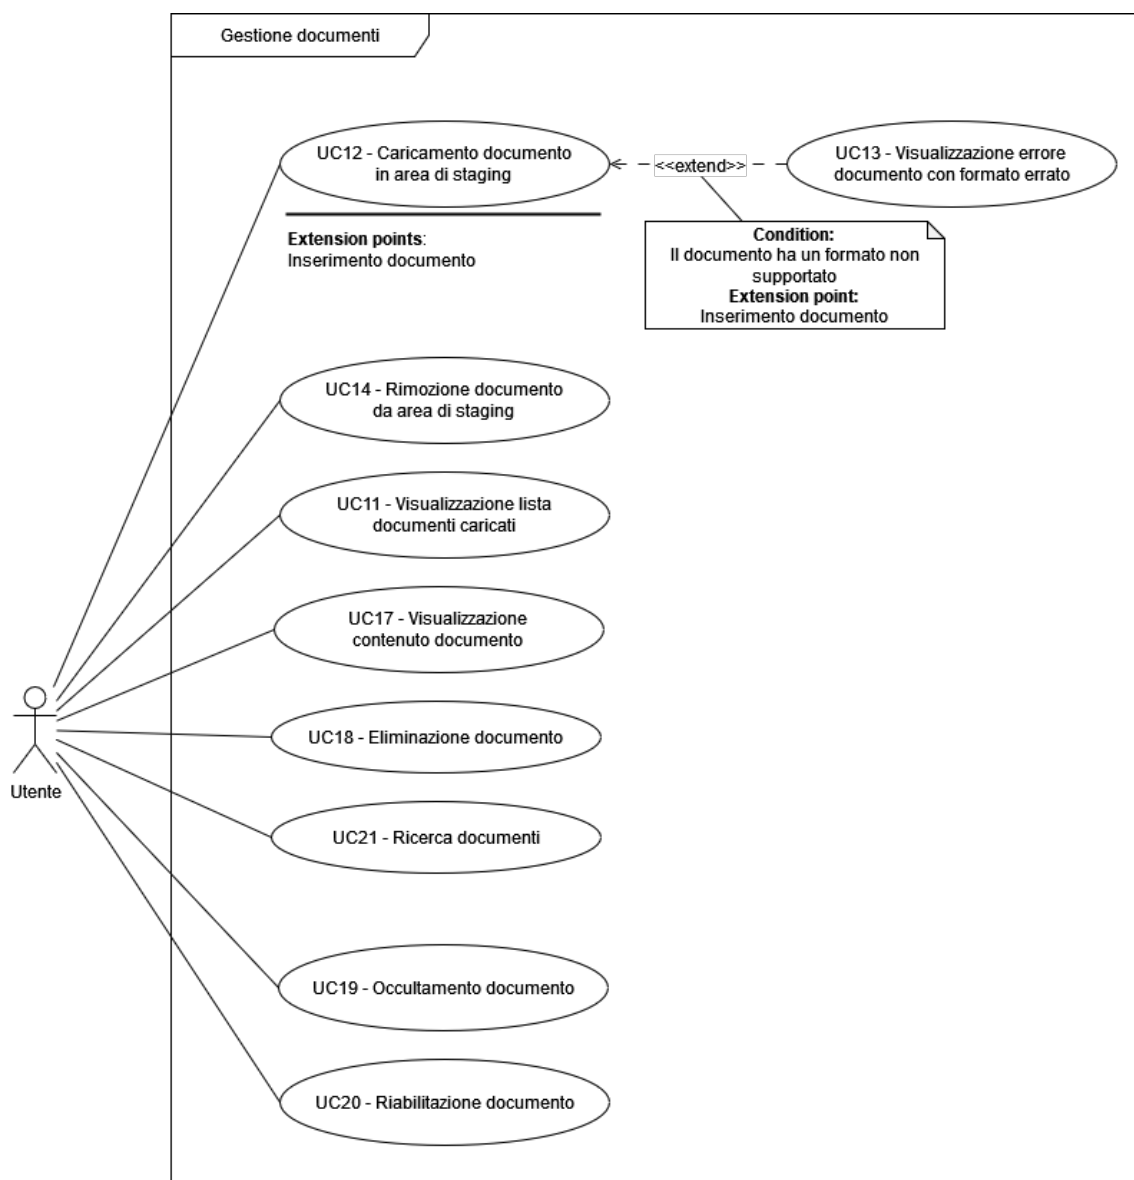 Gestione documenti
UC12 - Caricamento documento
in area di staging
<<extend>>
UC13 - Visualizzazione errore
documento con formato errato
Extension points:
Inserimento documento
Condition:
Il documento ha un formato non
supportato
Extension point:
Inserimento documento
UC14 - Rimozione documento
da area di staging
UC11 - Visualizzazione lista
documenti caricati
UC17 - Visualizzazione
contenuto documento
UC18 - Eliminazione documento
Utente
UC21 - Ricerca documenti
UC19 - Occultamento documento
UC20 - Riabilitazione documento